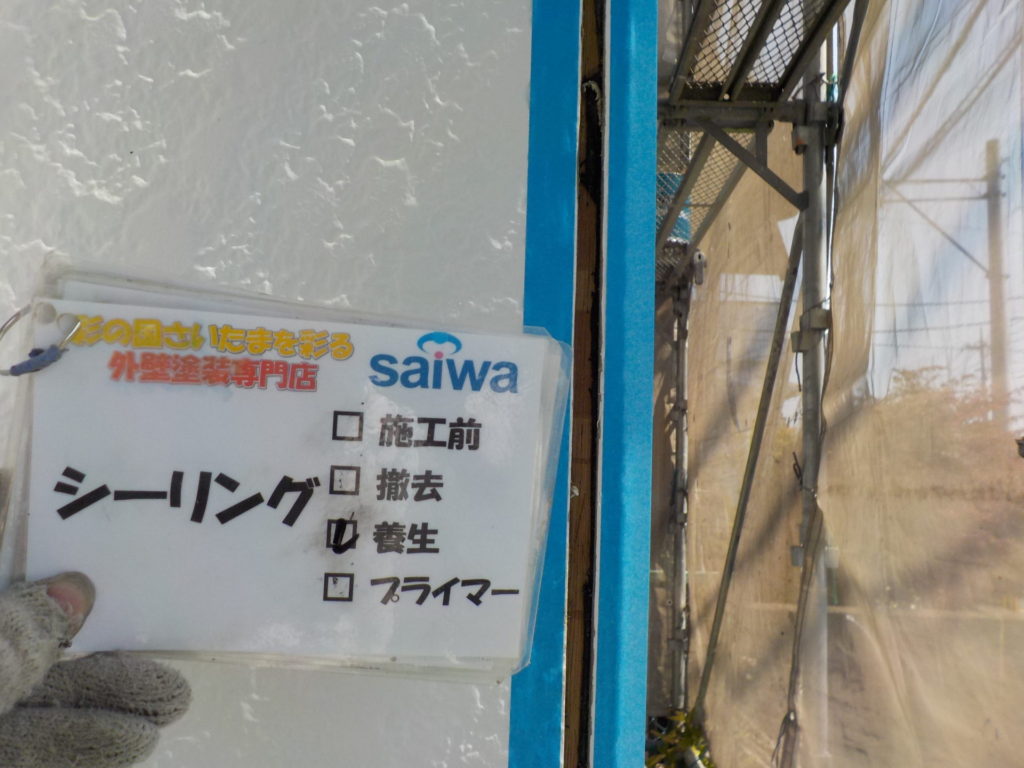 彩の国さいたまを彩る
外壁塗装専門店
saiwa
シーリング
施工前
撤去
養生
プライマー